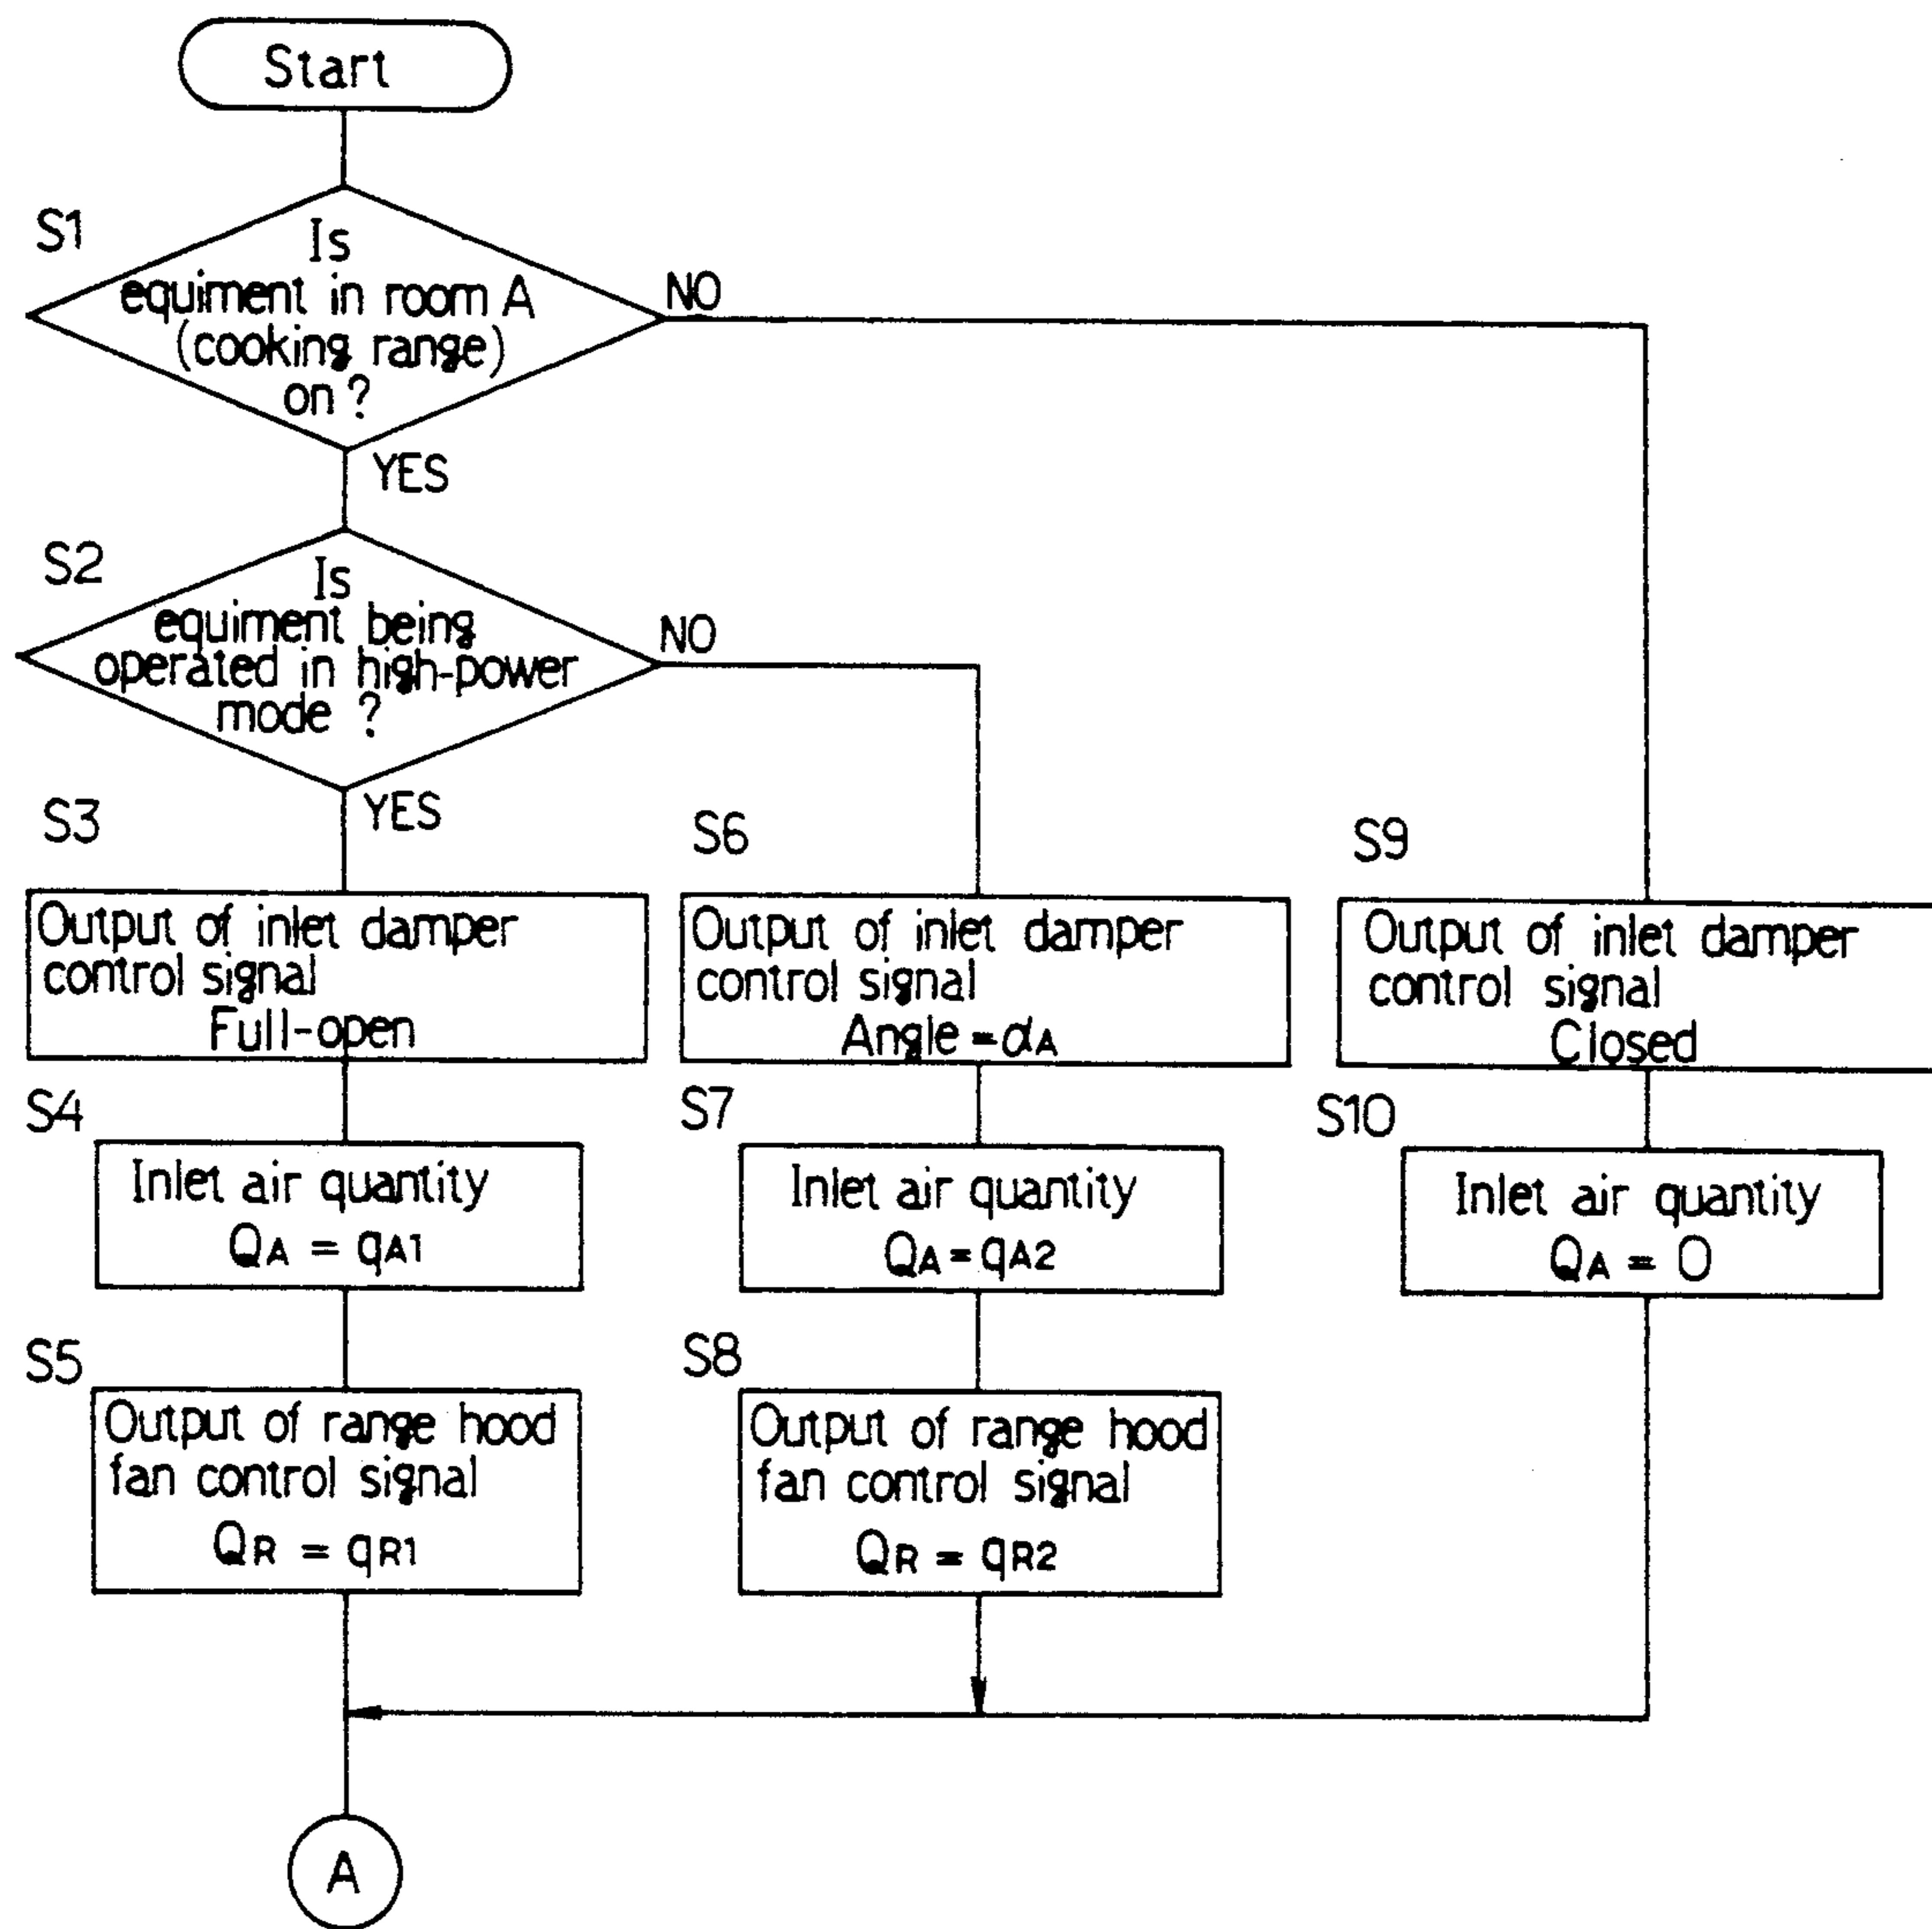 Start
S1
Is
equiment in room A
(cooking range)
on ?
NO
YES
S2
Is
equiment being
operated in high-power
mode ?
NO
YES
S3
Output of inlet damper
control signal
Full-open
S4
Inlet air quantity
QA = qA1
S5
Output of range hood
fan control signal
QR = qR1
S6
Output of inlet damper
control signal
Angle = αA
S7
Inlet air quantity
QA = qA2
S8
Output of range hood
fan control signal
QR = qR2
S9
Output of inlet damper
control signal
Closed
S10
Inlet air quantity
QA = 0
A